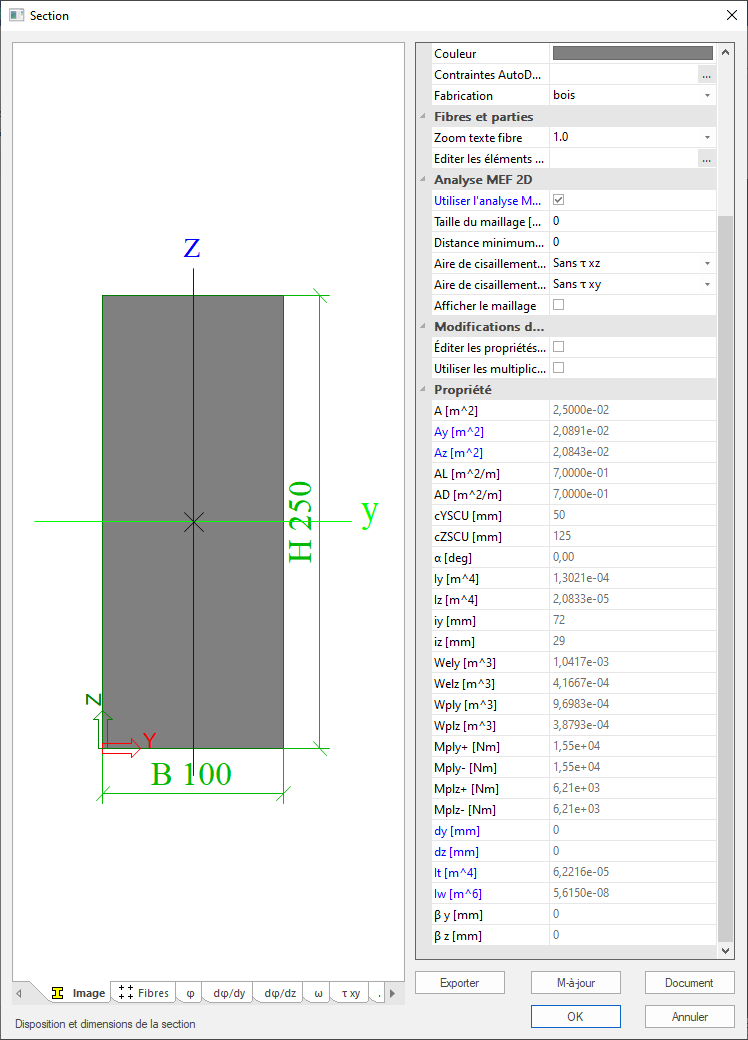 Section
Z
y
H 250
Z
Y
B 100
Image
Fibres
φ
dφ/dy
dφ/dz
ω
τ xy
.
Disposition et dimensions de la section
Couleur
Contraintes AutoD... ...
Fabrication bois
Fibres et parties
Zoom texte fibre 1.0
Editer les éléments ... ...
Analyse MEF 2D
Utiliser l'analyse M...
Taille du maillage [... 0
Distance minimum... 0
Aire de cisaillement... Sans τ xz
Aire de cisaillement... Sans τ xy
Afficher le maillage
Modifications d...
Éditer les propriétés...
Utiliser les multiplic...
Propriété
A [m^2] 2,5000e-02
Ay [m^2] 2,0891e-02
Az [m^2] 2,0843e-02
AL [m^2/m] 7,0000e-01
AD [m^2/m] 7,0000e-01
cYSCU [mm] 50
cZSCU [mm] 125
α [deg] 0,00
Iy [m^4] 1,3021e-04
Iz [m^4] 2,0833e-05
iy [mm] 72
iz [mm] 29
Wely [m^3] 1,0417e-03
Welz [m^3] 4,1667e-04
Wply [m^3] 9,6983e-04
Wplz [m^3] 3,8793e-04
Mply+ [Nm] 1,55e+04
Mply- [Nm] 1,55e+04
Mplz+ [Nm] 6,21e+03
Mplz- [Nm] 6,21e+03
dy [mm] 0
dz [mm] 0
It [m^4] 6,2216e-05
Iw [m^6] 5,6150e-08
β y [mm] 0
β z [mm] 0
Exporter
M-à-jour
Document
OK
Annuler